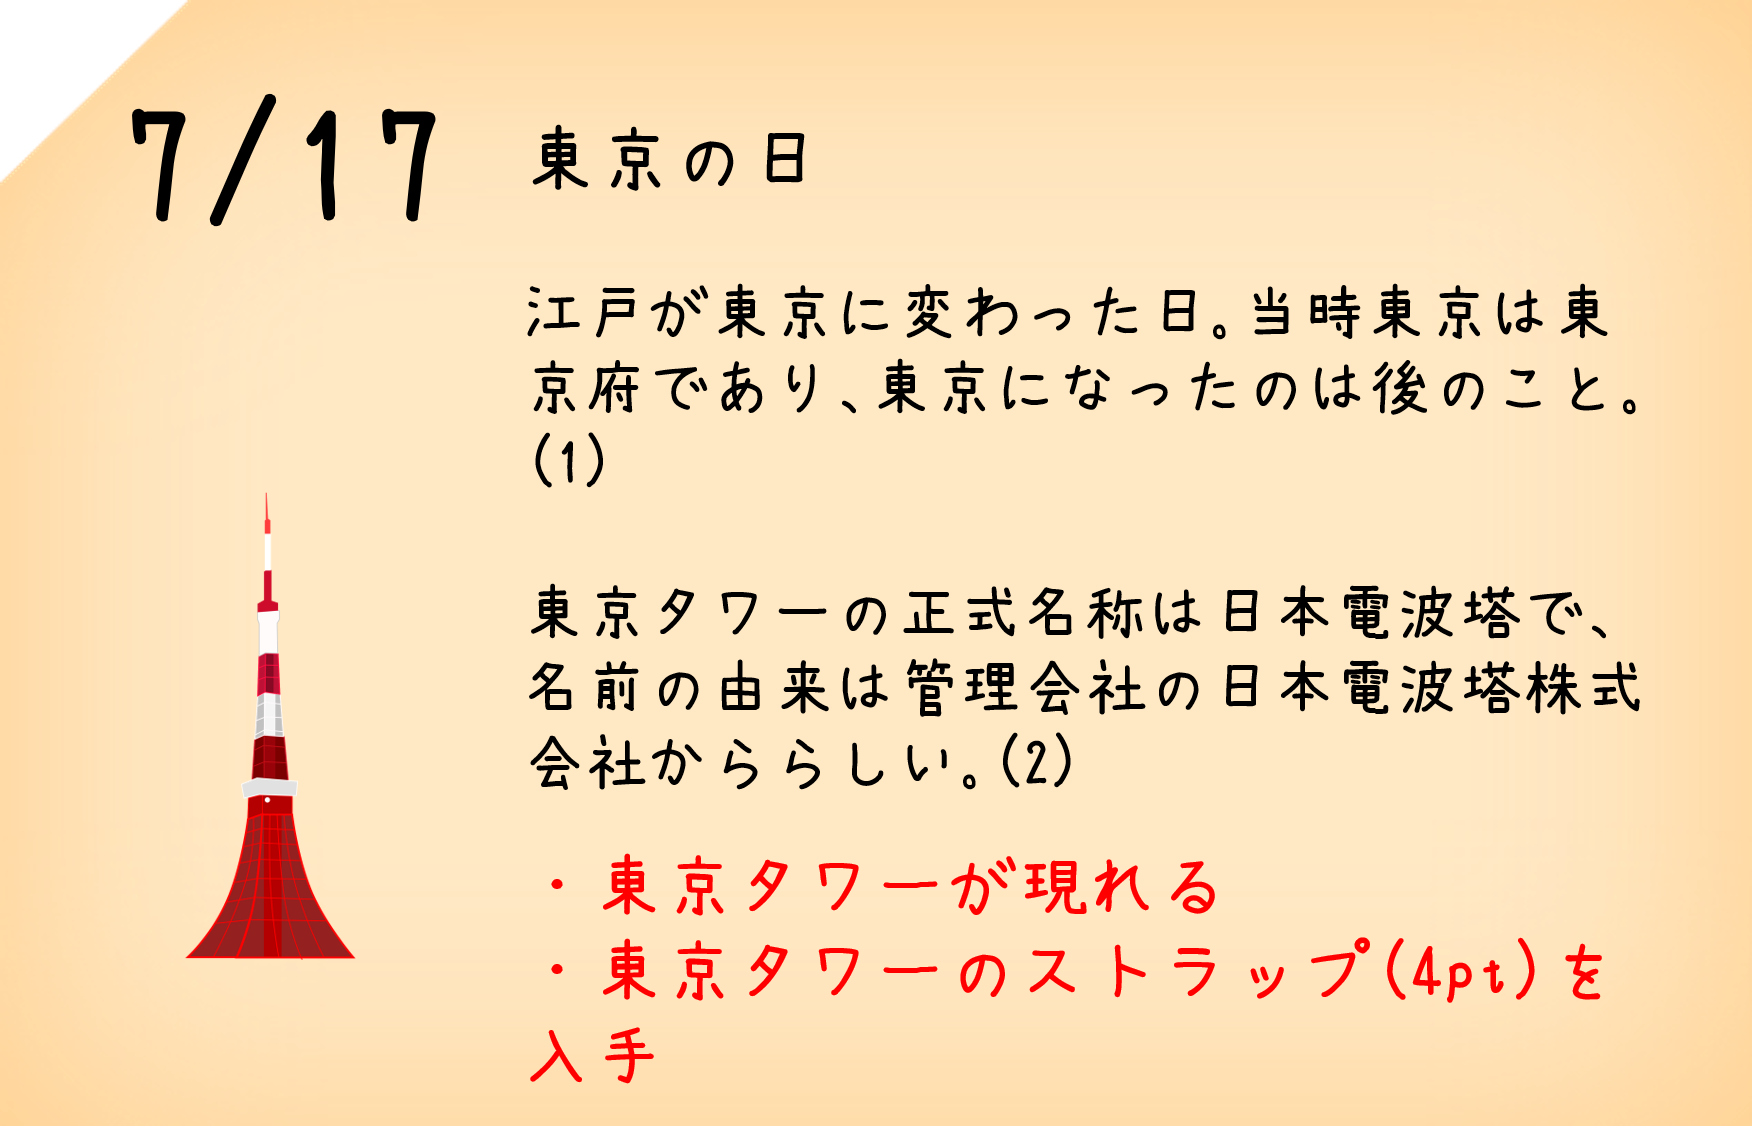 7/17 東京の日
江戸が東京に変わった日。当時東京は東
京府であり、東京になったのは後のこと。
(1)
東京タワーの正式名称は日本電波塔で、
名前の由来は管理会社の日本電波塔株式
会社かららしい。(2)
・東京タワーが現れる
・東京タワーのストラップ(4pt)を
入手